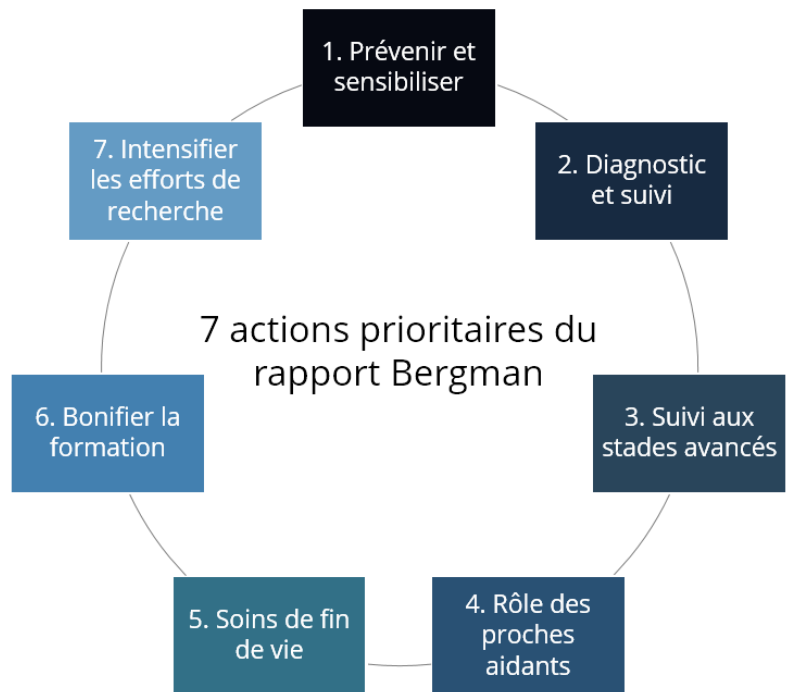 1. Prévenir et
sensibiliser
2. Diagnostic
et suivi
3. Suivi aux
stades avancés
4. Rôle des
proches
aidants
5. Soins de fin
de vie
6. Bonifier la
formation
7. Intensifier
les efforts de
recherche
7 actions prioritaires du
rapport Bergman